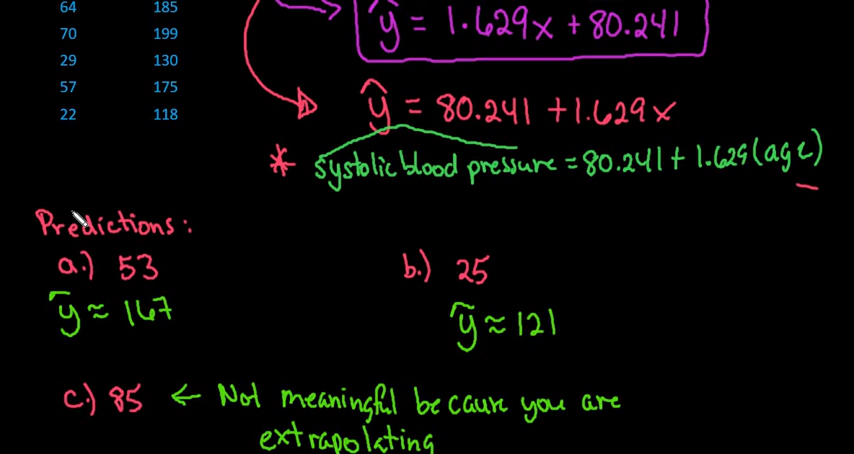 64 185
ŷ = 1.629x + 80.241
70 199
29 130
57 175
ŷ = 80.241 + 1.629x
22 118
* systolic blood pressure = 80.241 + 1.629(age)
Predictions:
a.) 53
b.) 25
ŷ ≈ 167
ŷ ≈ 121
c.) 85 ← Not meaningful because you are
extrapolating